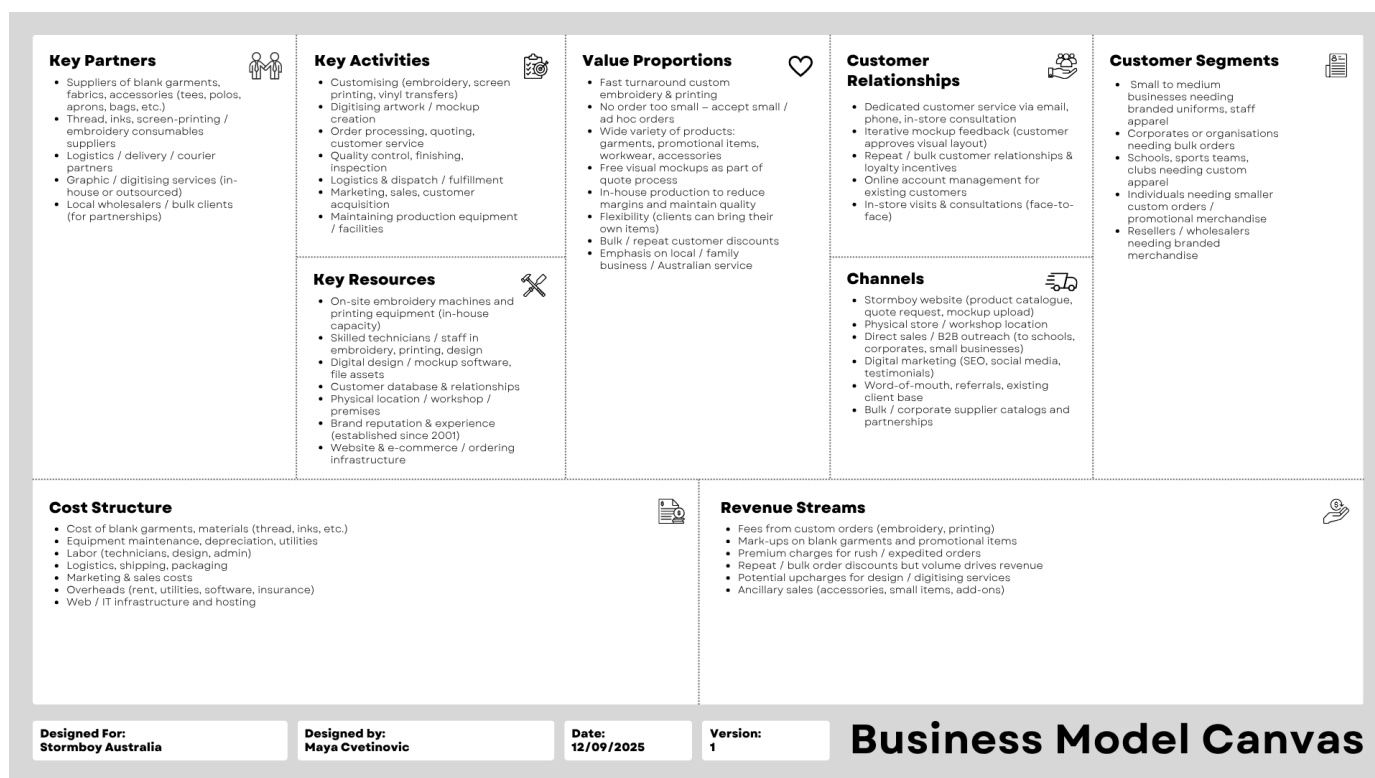 Key Partners
• Suppliers of blank garments,
fabrics, accessories (tees, polos,
aprons, bags, etc.)
• Thread, inks, screen-printing /
embroidery consumables
suppliers
• Logistics / delivery / courier
partners
• Graphic / digitising services (in-
house or outsourced)
• Local wholesalers / bulk clients
(for partnerships)
Key Activities
• Customising (embroidery, screen
printing, vinyl transfers)
• Digitising artwork / mockup
creation
• Order processing, quoting,
customer service
• Quality control, finishing,
inspection
• Logistics & dispatch / fulfillment
• Marketing, sales, customer
acquisition
• Maintaining production equipment
/ facilities
Key Resources
• On-site embroidery machines and
printing equipment (in-house
capacity)
• Skilled technicians / staff in
embroidery, printing, design
• Digital design / mockup software,
file assets
• Customer database & relationships
• Physical location / workshop /
premises
• Brand reputation & experience
(established since 2001)
• Website & e-commerce / ordering
infrastructure
Value Proportions
• Fast turnaround custom
embroidery & printing
• No order too small – accept small /
ad hoc orders
• Wide variety of products:
garments, promotional items,
workwear, accessories
• Free visual mockups as part of
quote process
• In-house production to reduce
margins and maintain quality
• Flexibility (clients can bring their
own items)
• Bulk / repeat customer discounts
• Emphasis on local / family
business / Australian service
Customer
Relationships
• Dedicated customer service via email,
phone, in-store consultation
• Iterative mockup feedback (customer
approves visual layout)
• Repeat / bulk customer relationships &
loyalty incentives
• Online account management for
existing customers
• In-store visits & consultations (face-to-
face)
Channels
• Stormboy website (product catalogue,
quote request, mockup upload)
• Physical store / workshop location
• Direct sales / B2B outreach (to schools,
corporates, small businesses)
• Digital marketing (SEO, social media,
testimonials)
• Word-of-mouth, referrals, existing
client base
• Bulk / corporate supplier catalogs and
partnerships
Customer Segments
• Small to medium
businesses needing
branded uniforms, staff
apparel
• Corporates or organisations
needing bulk orders
• Schools, sports teams,
clubs needing custom
apparel
• Individuals needing smaller
custom orders /
promotional merchandise
• Resellers / wholesalers
needing branded
merchandise
Cost Structure
• Cost of blank garments, materials (thread, inks, etc.)
• Equipment maintenance, depreciation, utilities
• Labor (technicians, design, admin)
• Logistics, shipping, packaging
• Marketing & sales costs
• Overheads (rent, utilities, software, insurance)
• Web / IT infrastructure and hosting
Revenue Streams
• Fees from custom orders (embroidery, printing)
• Mark-ups on blank garments and promotional items
• Premium charges for rush / expedited orders
• Repeat / bulk order discounts but volume drives revenue
• Potential upcharges for design / digitising services
• Ancillary sales (accessories, small items, add-ons)
Designed For:
Stormboy Australia
Designed by:
Maya Cvetinovic
Date:
12/09/2025
Version:
1
Business Model Canvas